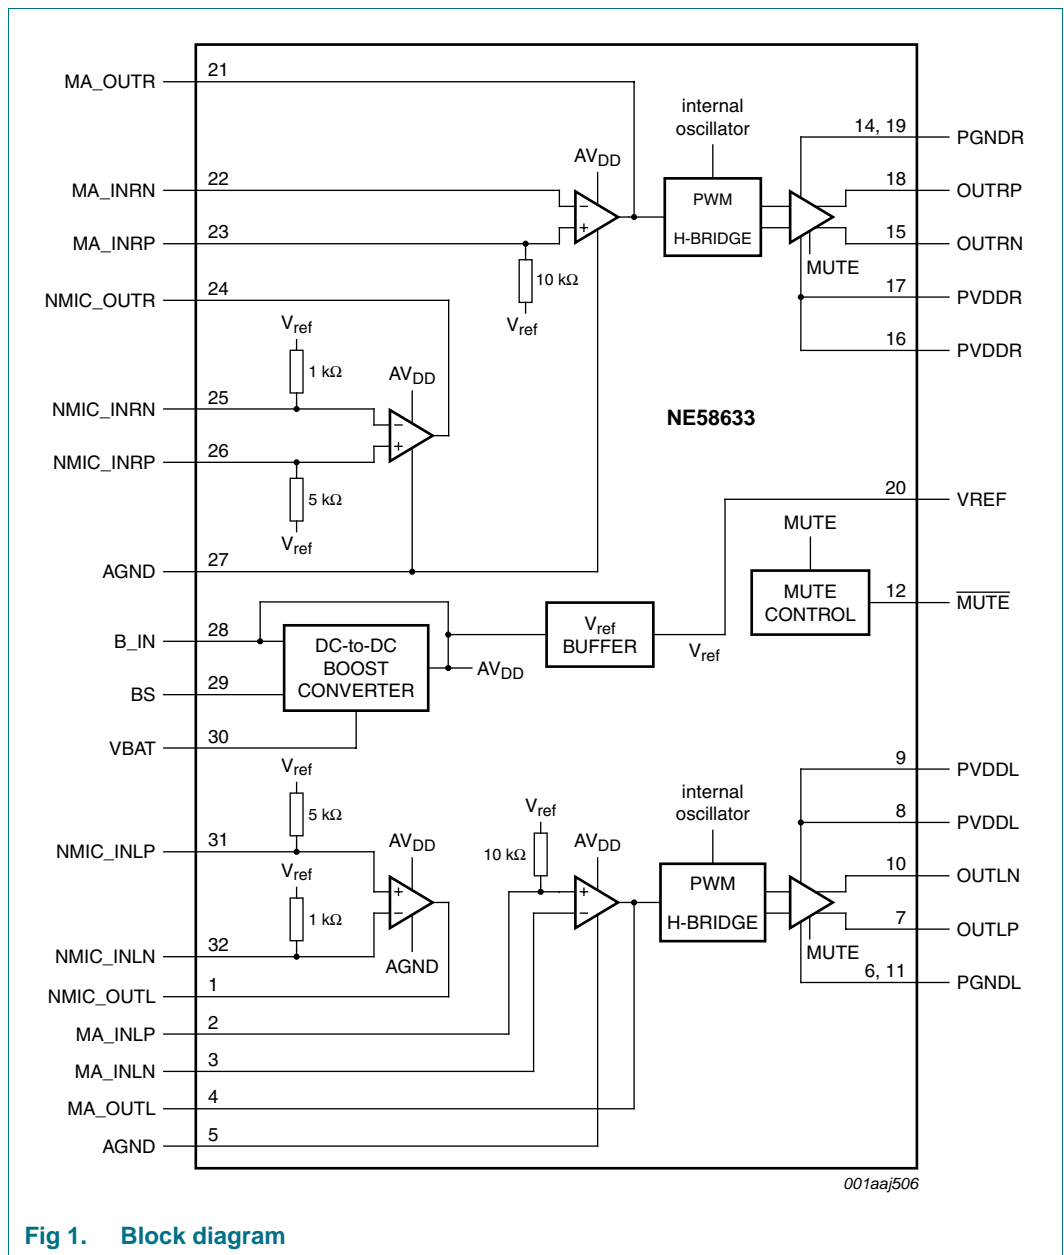 MA_OUTR 21
internal
oscillator
14, 19 PGNDR
AVDD
MA_INRN 22
PWM
H-BRIDGE
18 OUTRP
−
+
MA_INRP 23
15 OUTRN
MUTE
10 kΩ
Vref
NMIC_OUTR 24
17 PVDDR
16 PVDDR
Vref
1 kΩ
AVDD
NMIC_INRN 25
−
+
NE58633
NMIC_INRP 26
5 kΩ
Vref
20 VREF
MUTE
AGND 27
MUTE
CONTROL
12 M̅U̅T̅E̅
B_IN 28
DC-to-DC
BOOST
CONVERTER
Vref
BUFFER
Vref
AVDD
BS 29
VBAT 30
Vref
5 kΩ
9 PVDDL
internal
oscillator
Vref
10 kΩ
AVDD
8 PVDDL
NMIC_INLP 31
AVDD
Vref
1 kΩ
+
−
+
−
PWM
H-BRIDGE
10 OUTLN
7 OUTLP
MUTE
NMIC_INLN 32
AGND
6, 11 PGNDL
NMIC_OUTL 1
MA_INLP 2
MA_INLN 3
MA_OUTL 4
AGND 5
001aaj506
Fig 1. Block diagram